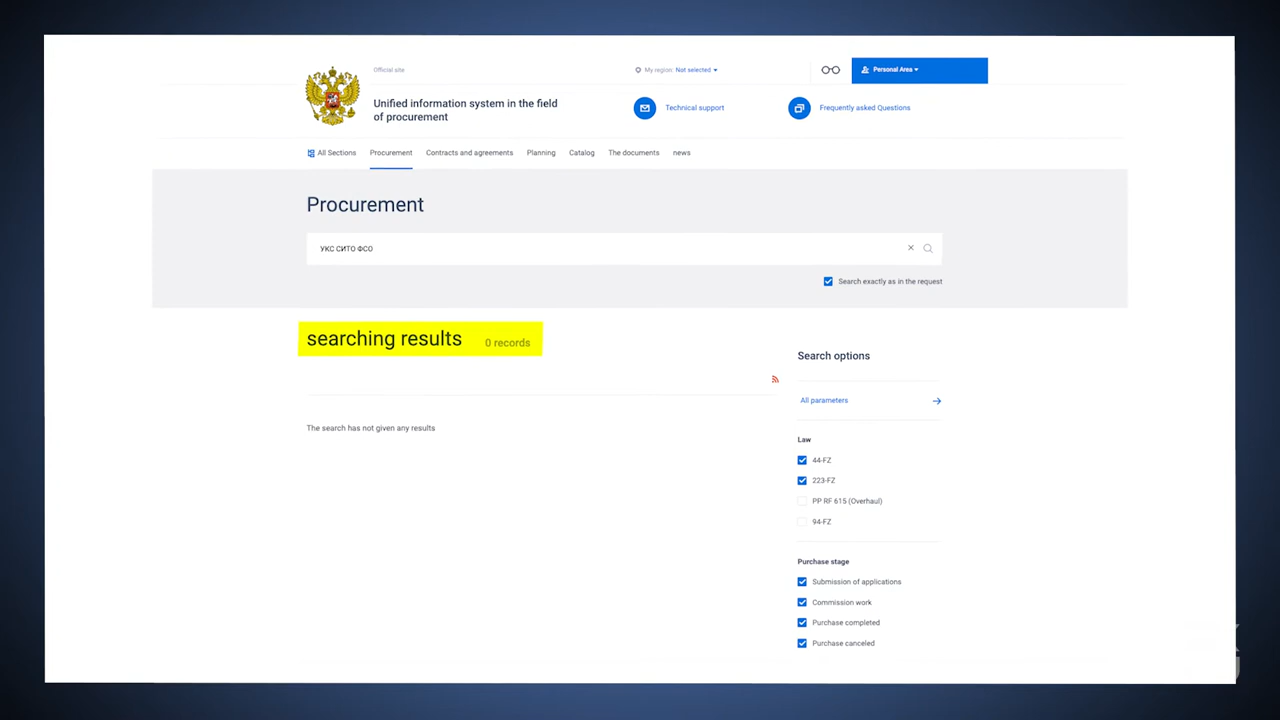 Official site
My region: Not selected
Personal Area
Unified information system in the field
of procurement
Technical support
Frequently asked Questions
All Sections
Procurement
Contracts and agreements
Planning
Catalog
The documents
news
Procurement
УКС СИТО ФСО
Search exactly as in the request
searching results
0 records
Search options
All parameters
The search has not given any results
Law
44-FZ
223-FZ
PP RF 615 (Overhaul)
94-FZ
Purchase stage
Submission of applications
Commission work
Purchase completed
Purchase canceled